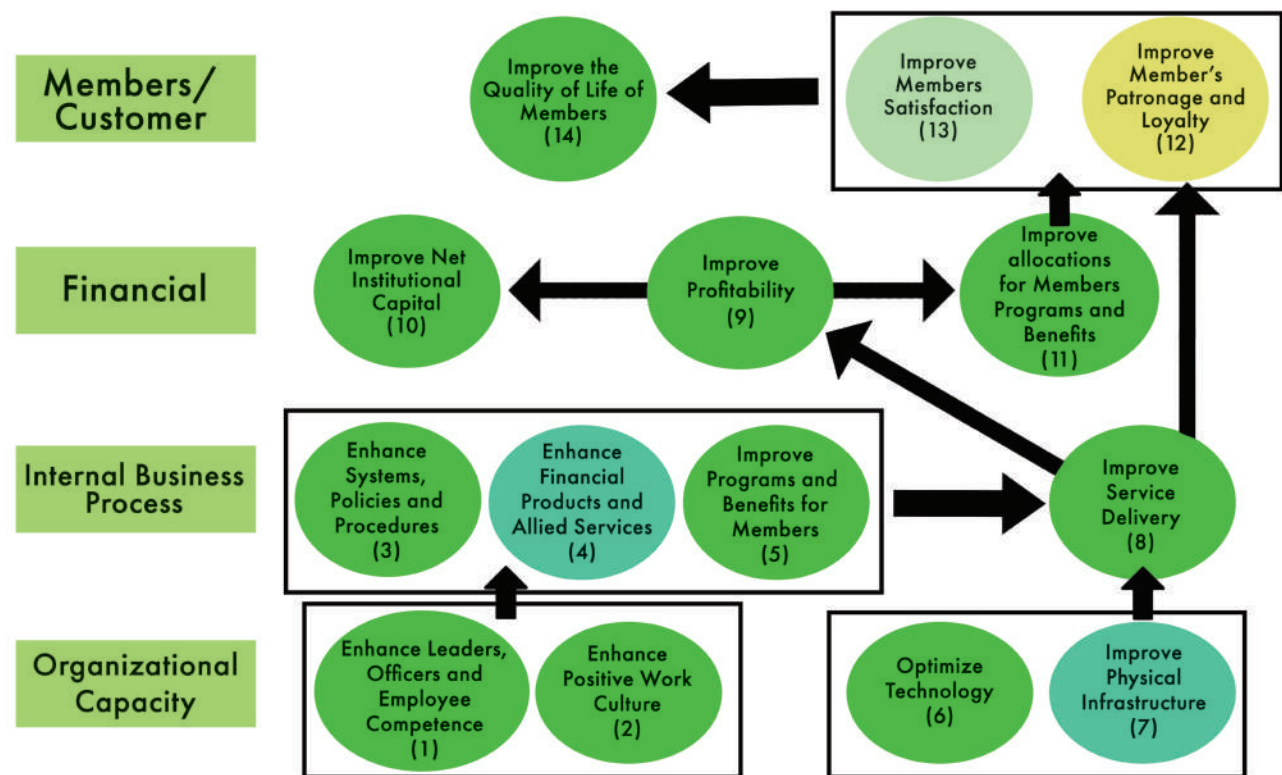 Members/
Customer
Improve the
Quality of Life of
Members
(14)
Improve
Members
Satisfaction
(13)
Improve
Member's
Patronage and
Loyalty
(12)
Financial
Improve Net
Institutional
Capital
(10)
Improve
Profitability
(9)
Improve
allocations
for Members
Programs and
Benefits
(11)
Internal Business
Process
Enhance
Systems,
Policies and
Procedures
(3)
Enhance
Financial
Products and
Allied Services
(4)
Improve
Programs and
Benefits for
Members
(5)
Improve
Service
Delivery
(8)
Organizational
Capacity
Enhance Leaders,
Officers and
Employee
Competence
(1)
Enhance
Positive Work
Culture
(2)
Optimize
Technology
(6)
Improve
Physical
Infrastructure
(7)